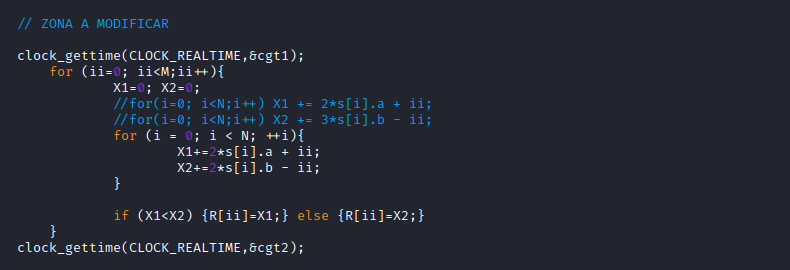 // ZONA A MODIFICAR
clock_gettime(CLOCK_REALTIME,&cgt1);
for (ii=0; ii<M;ii++){
X1=0; X2=0;
//for(i=0; i<N;i++) X1 += 2*s[i].a + ii;
//for(i=0; i<N;i++) X2 += 3*s[i].b - ii;
for (i = 0; i < N; ++i){
X1+=2*s[i].a + ii;
X2+=2*s[i].b - ii;
}
if (X1<X2) {R[ii]=X1;} else {R[ii]=X2;}
}
clock_gettime(CLOCK_REALTIME,&cgt2);